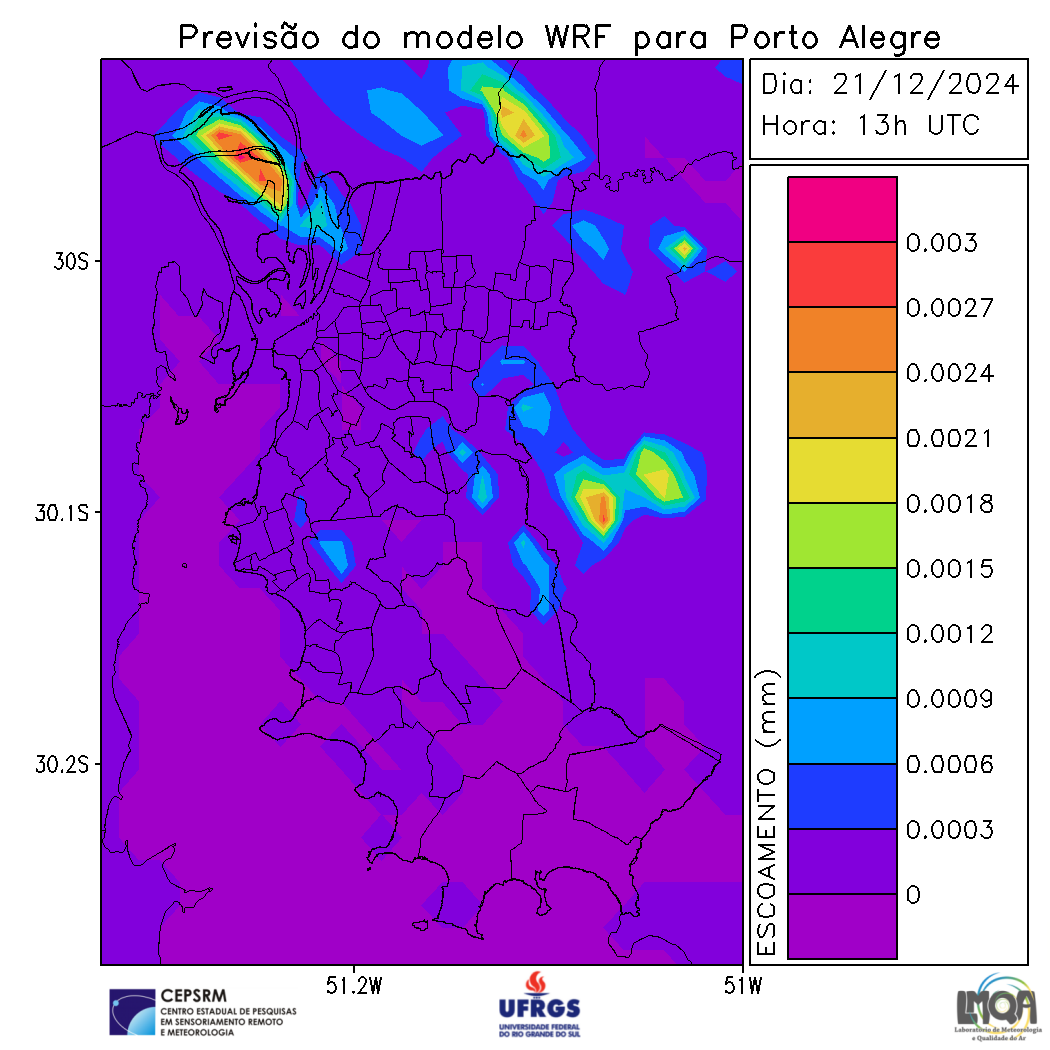 Previsão do modelo WRF para Porto Alegre
Dia: 21/12/2024
Hora: 13h UTC
30S
30.1S
30.2S
51.2W
51W
ESCOAMENTO (mm)
0.003
0.0027
0.0024
0.0021
0.0018
0.0015
0.0012
0.0009
0.0006
0.0003
0
CEPSRM
CENTRO ESTADUAL DE PESQUISAS
EM SENSORIAMENTO REMOTO
E METEOROLOGIA
UFRGS
UNIVERSIDADE FEDERAL
DO RIO GRANDE DO SUL
LMQA
Laboratório de Meteorologia
e Qualidade do Ar